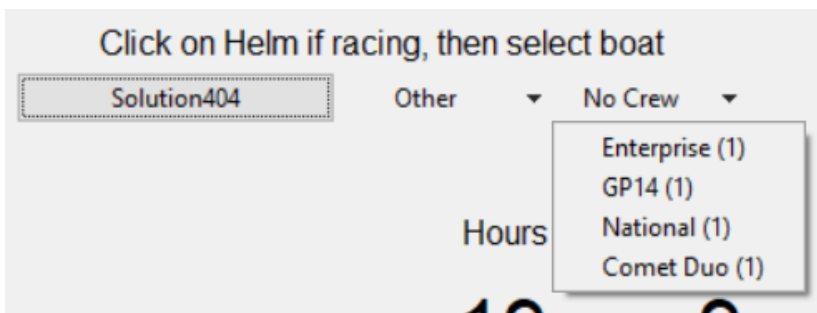 Click on Helm if racing, then select boat
Solution404 Other No Crew
Enterprise (1)
GP14 (1)
Hours National (1)
Comet Duo (1)